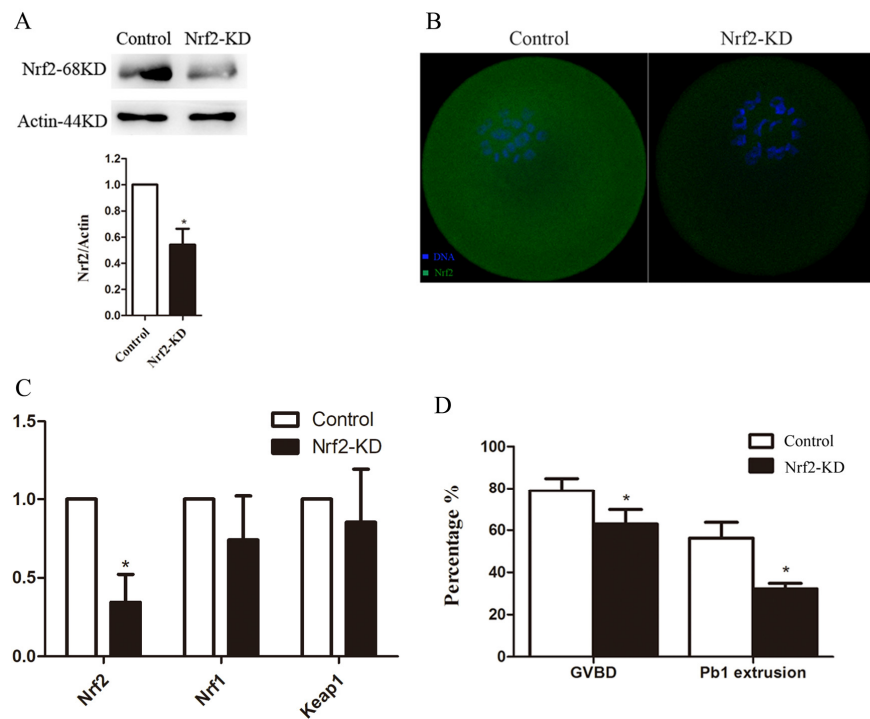 A
Control Nrf2-KD
Nrf2-68KD
Actin-44KD
1.2
1.0
0.8
0.6
0.4
0.2
0.0
Nrf2/Actin
*
Control
Nrf2-KD
B
Control Nrf2-KD
DNA
Nrf2
C
Control
Nrf2-KD
1.5
1.0
0.5
0.0
*
Nrf2
Nrf1
Keap1
D
Control
Nrf2-KD
100
80
60
40
20
0
Percentage %
*
*
GVBD
Pb1 extrusion